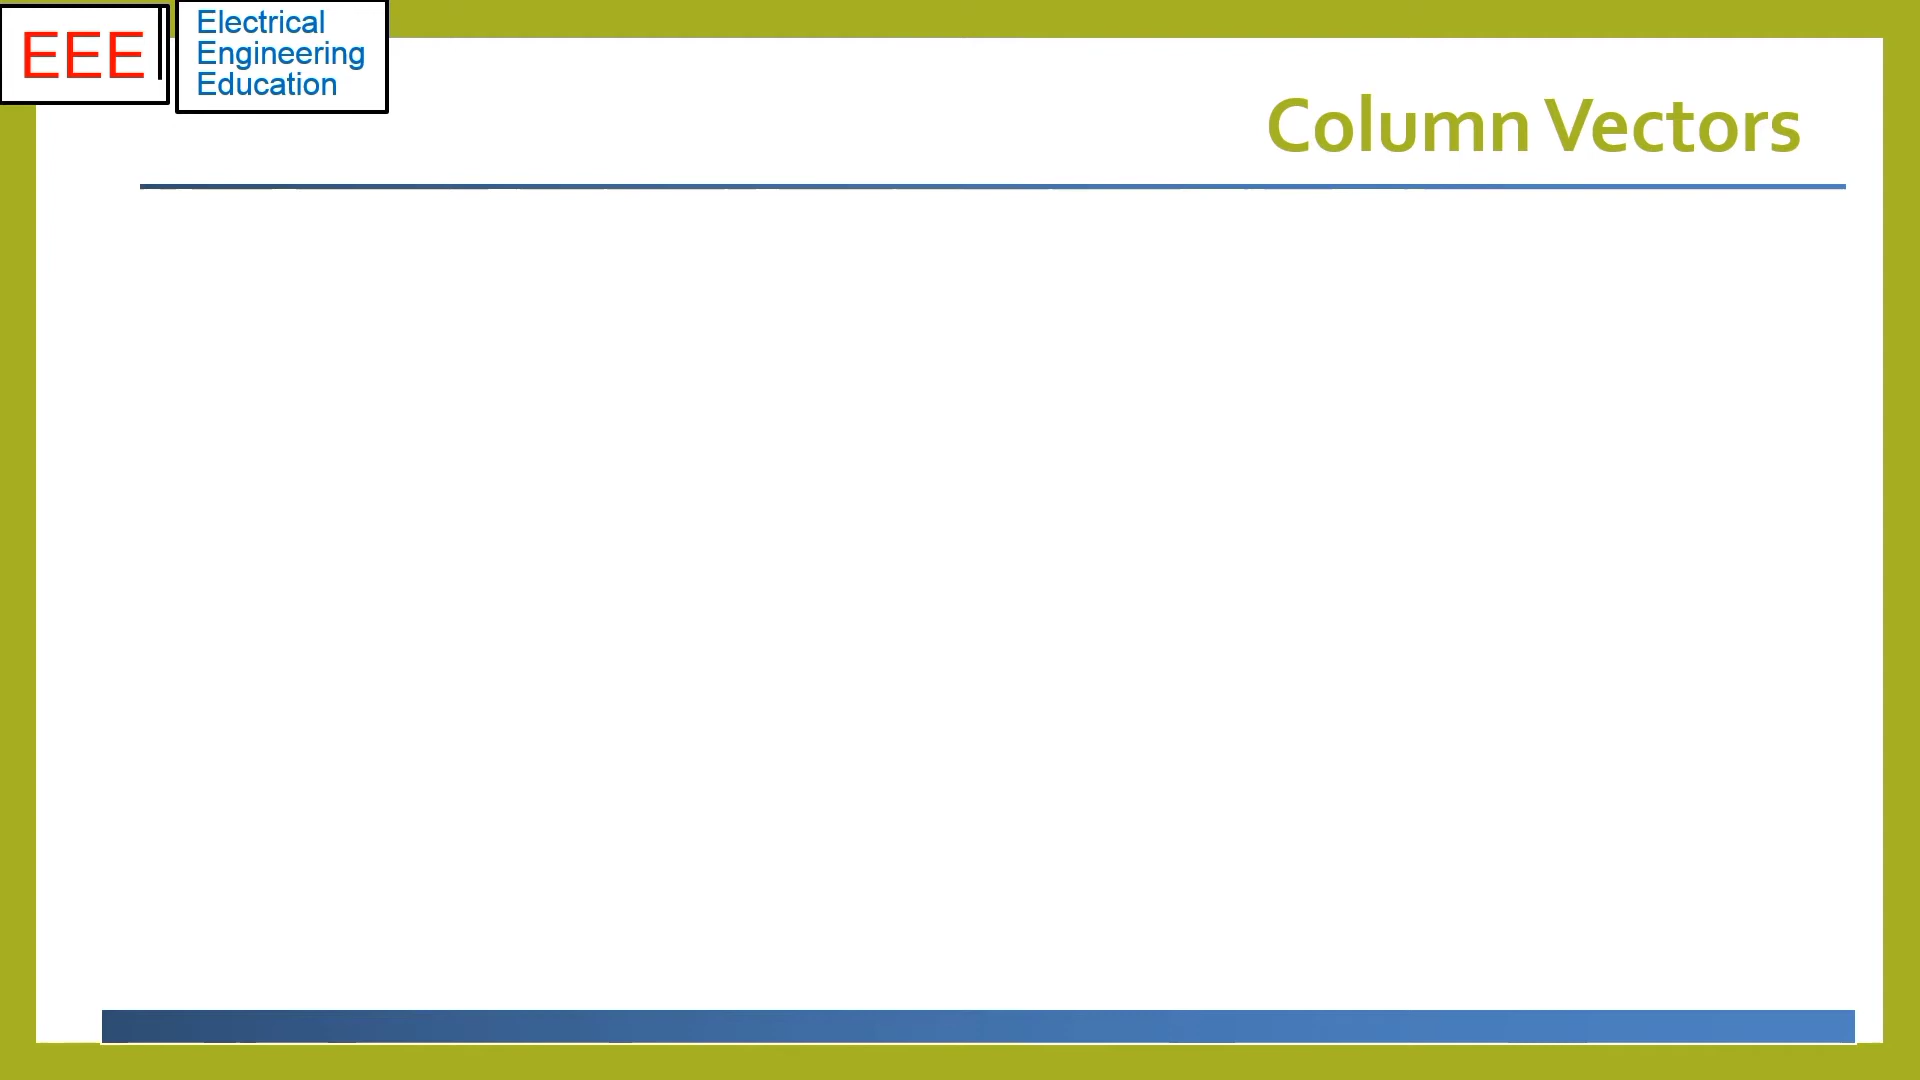 EEE
Electrical
Engineering
Education
Column Vectors